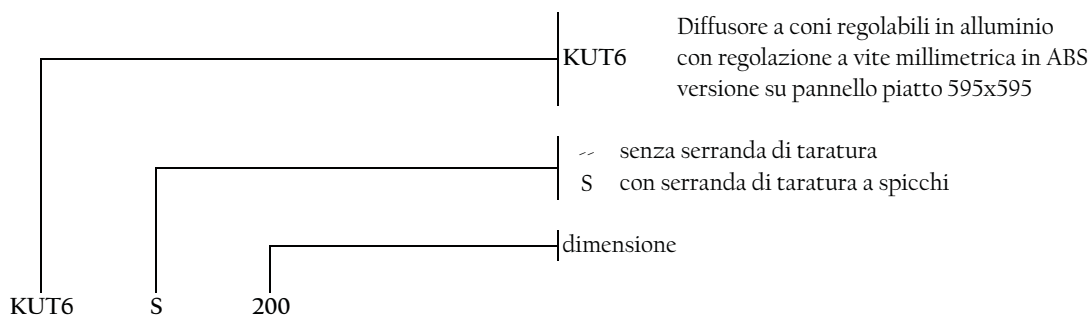 Diffusore a coni regolabili in alluminio
KUT6 con regolazione a vite millimetrica in ABS
versione su pannello piatto 595x595
-- senza serranda di taratura
S con serranda di taratura a spicchi
dimensione
KUT6 S 200